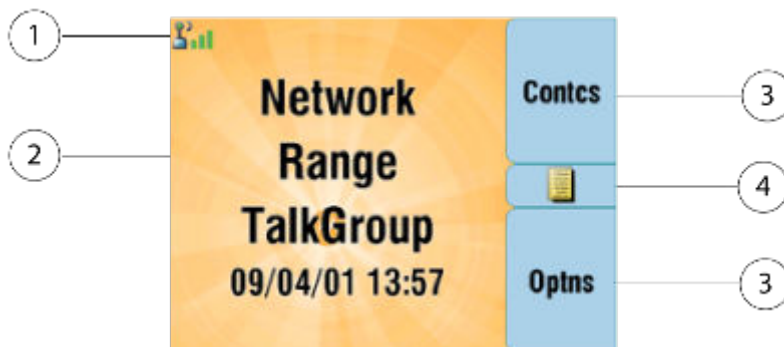 1
Contcs
3
Network
2
Range
4
TalkGroup
09/04/01 13:57
Optns
3